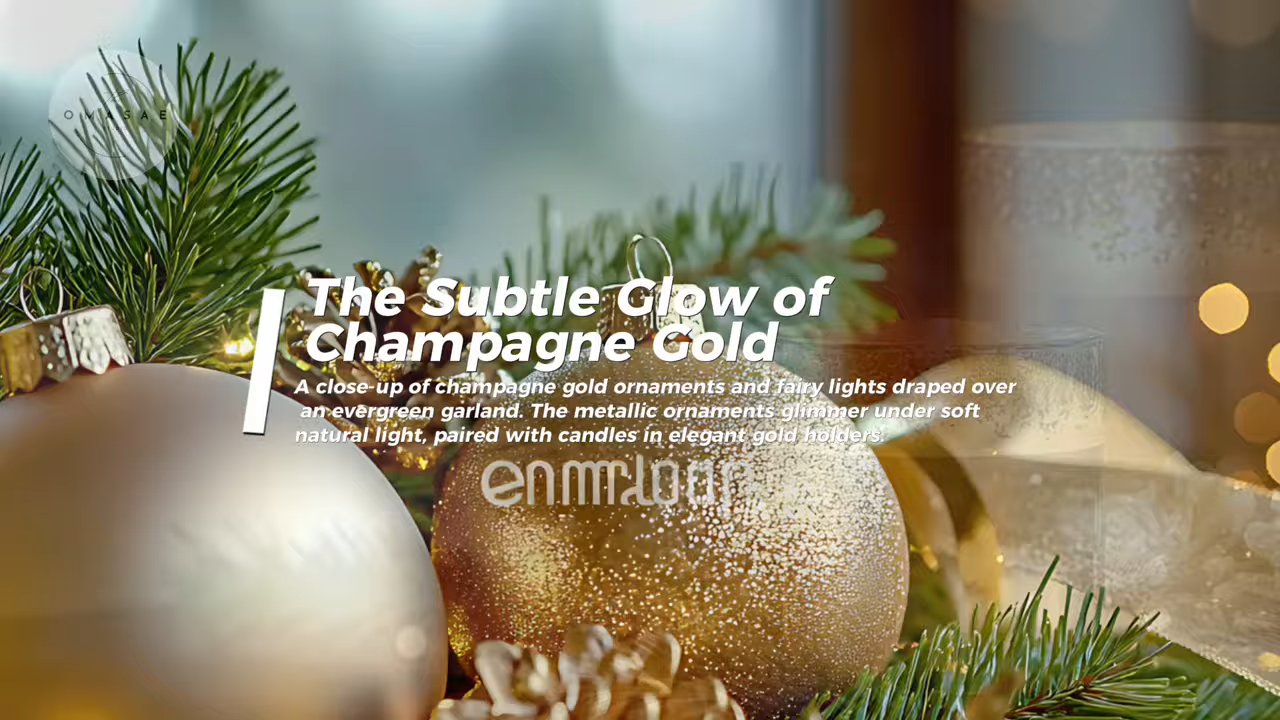 OMASAE
The Subtle Glow of
Champagne Gold
A close-up of champagne gold ornaments and fairy lights draped over
an evergreen garland. The metallic ornaments glimmer under soft
natural light, paired with candles in elegant gold holders.